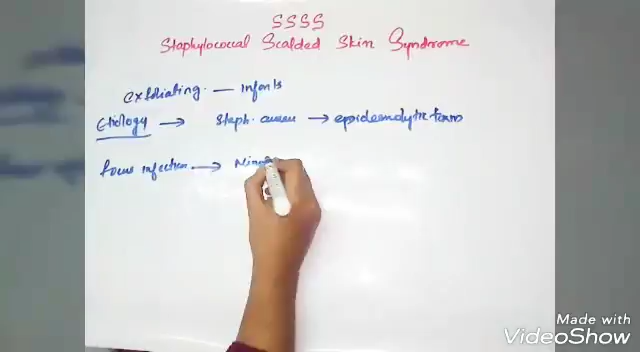 SSSS
Staphylococcal Scalded Skin Syndrome
exfoliating — Infants
Etiology → Staph. aureus → epidermolytic toxins
focus infection →
Made with
VideoShow